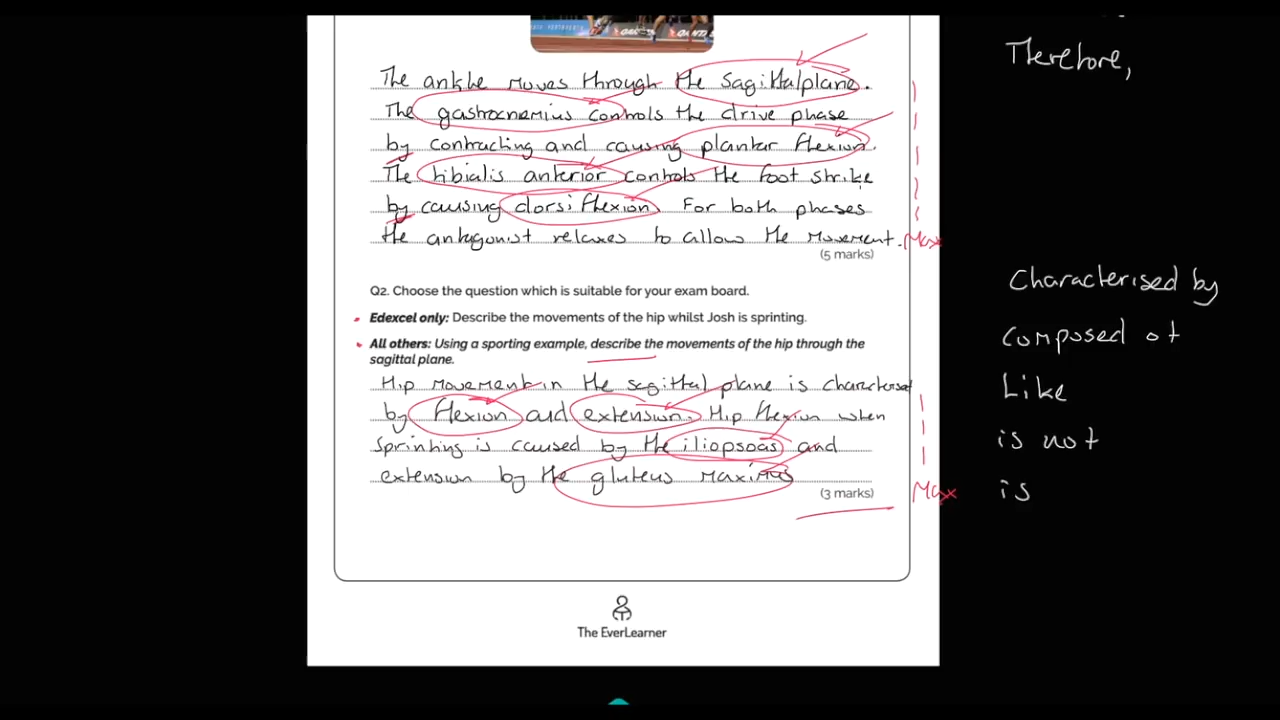 Therefore,
The ankle moves through the sagittal plane.
The gastrocnemius controls the drive phase
by contracting and causing plantar flexion.
The tibialis anterior controls the foot strike
by causing dorsi flexion. For both phases
the antagonist relaxes to allow the movement. Max
(5 marks)
Q2. Choose the question which is suitable for your exam board.
Edexcel only: Describe the movements of the hip whilst Josh is sprinting.
All others: Using a sporting example, describe the movements of the hip through the
sagittal plane.
Hip movement in the sagittal plane is characterised
by flexion and extension. Hip flexion when
sprinting is caused by the iliopsoas and
extension by the gluteus maximus
(3 marks) Max
Characterised by
composed of
Like
is not
is
The EverLearner